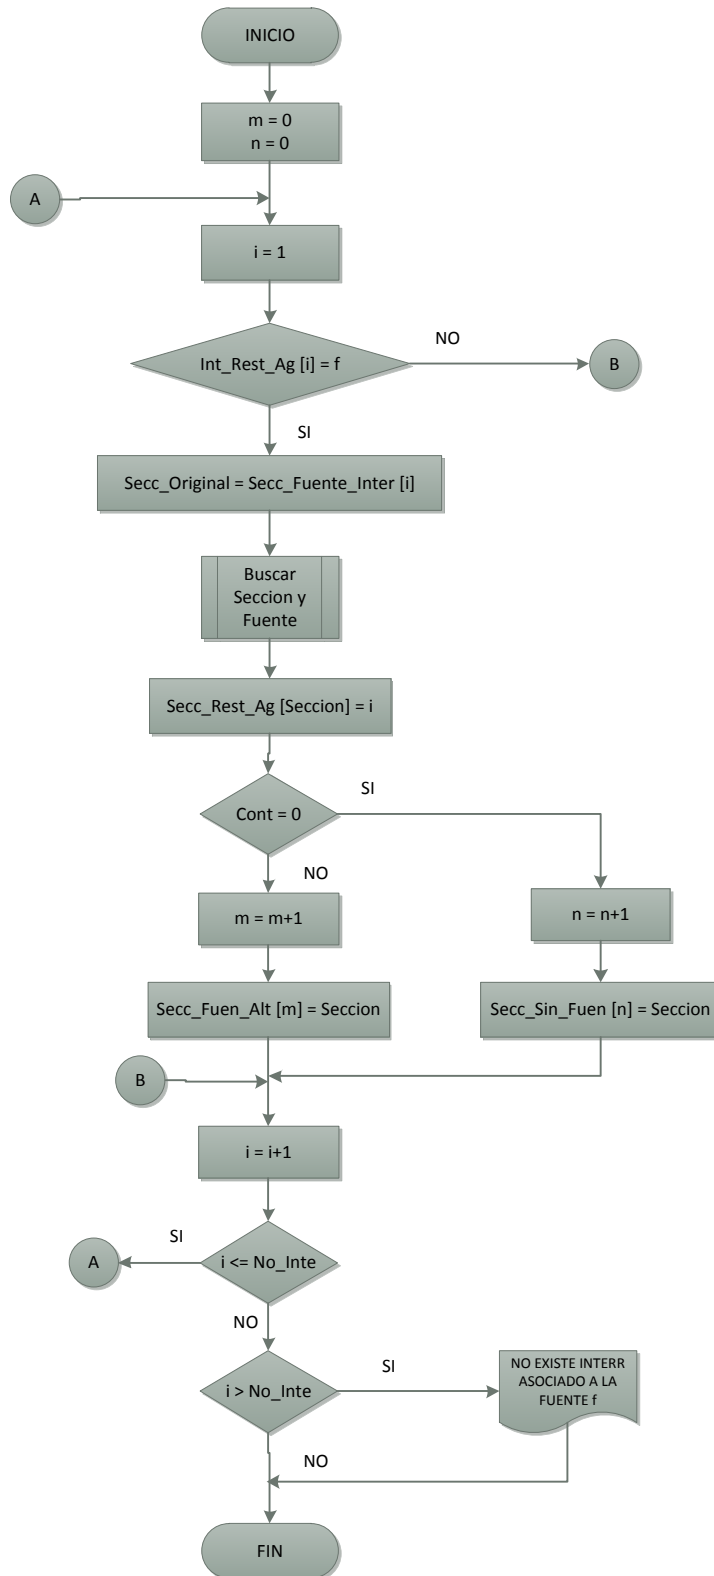 INICIO
m = 0
n = 0
A
i = 1
Int_Rest_Ag [i] = f
NO
B
SI
Secc_Original = Secc_Fuente_Inter [i]
Buscar
Seccion y
Fuente
Secc_Rest_Ag [Seccion] = i
Cont = 0
SI
NO
m = m+1
n = n+1
Secc_Fuen_Alt [m] = Seccion
Secc_Sin_Fuen [n] = Seccion
B
i = i+1
i <= No_Inte
SI
A
NO
i > No_Inte
SI
NO EXISTE INTERR
ASOCIADO A LA
FUENTE f
NO
FIN